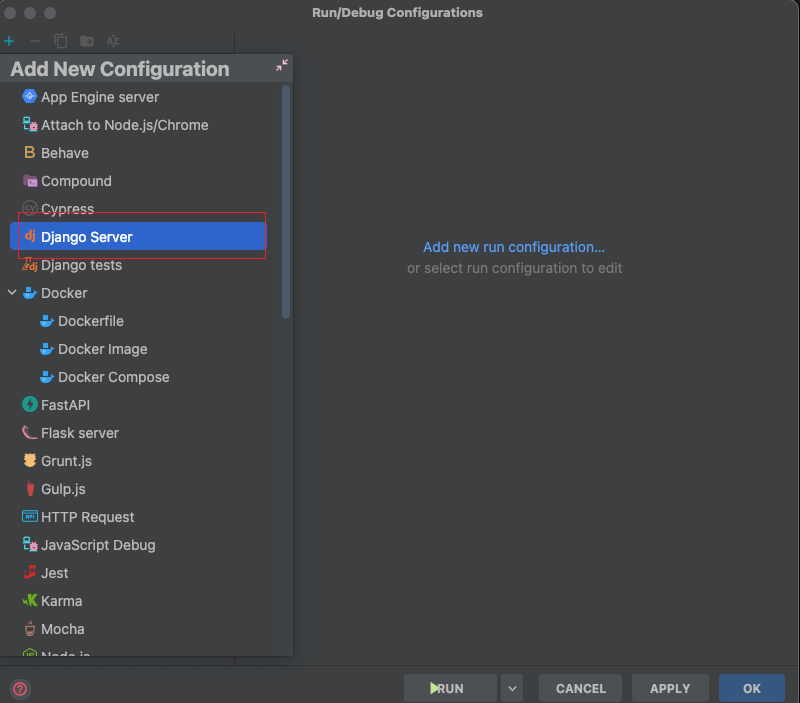 Run/Debug Configurations
Add New Configuration
App Engine server
Attach to Node.js/Chrome
Behave
Compound
Cypress
Django Server
Django tests
Docker
Dockerfile
Docker Image
Docker Compose
FastAPI
Flask server
Grunt.js
Gulp.js
HTTP Request
JavaScript Debug
Jest
Karma
Mocha
Node.js
Add new run configuration...
or select run configuration to edit
RUN
CANCEL
APPLY
OK